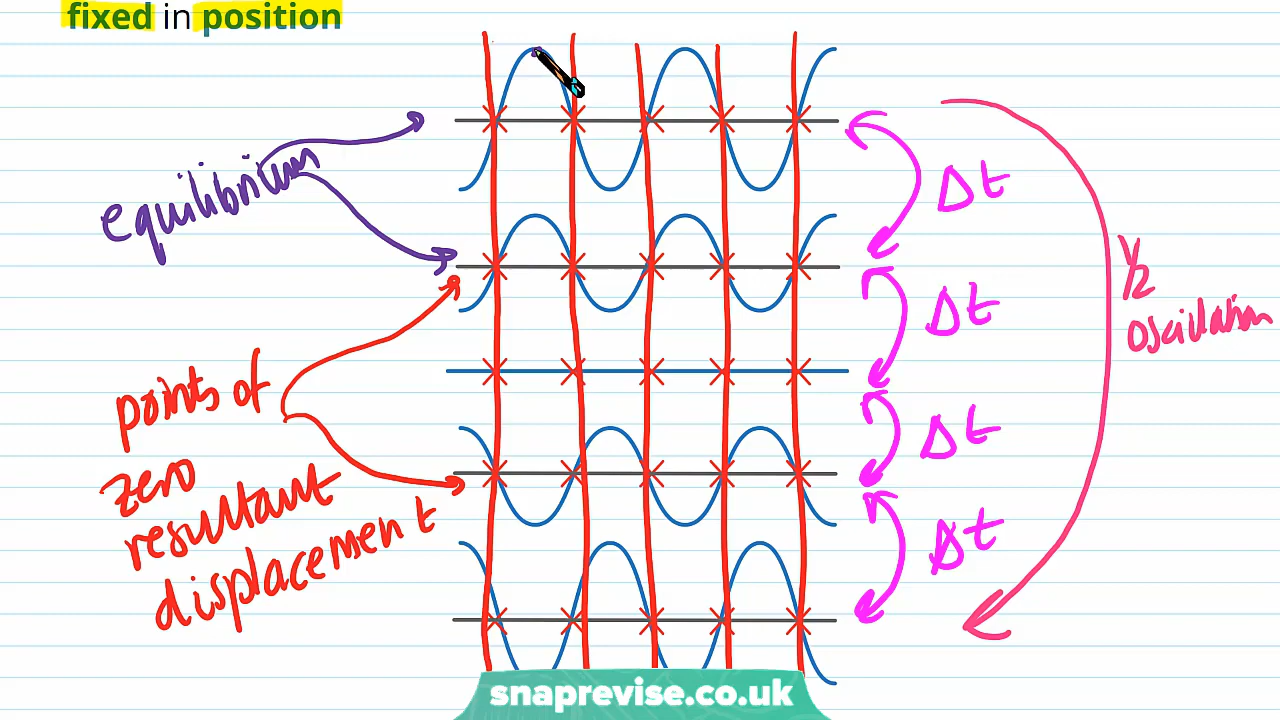 fixed in position
equilibrium
points of
zero
resultant
displacement
Δt
Δt
Δt
Δt
1/2
oscillation
snaprevise.co.uk